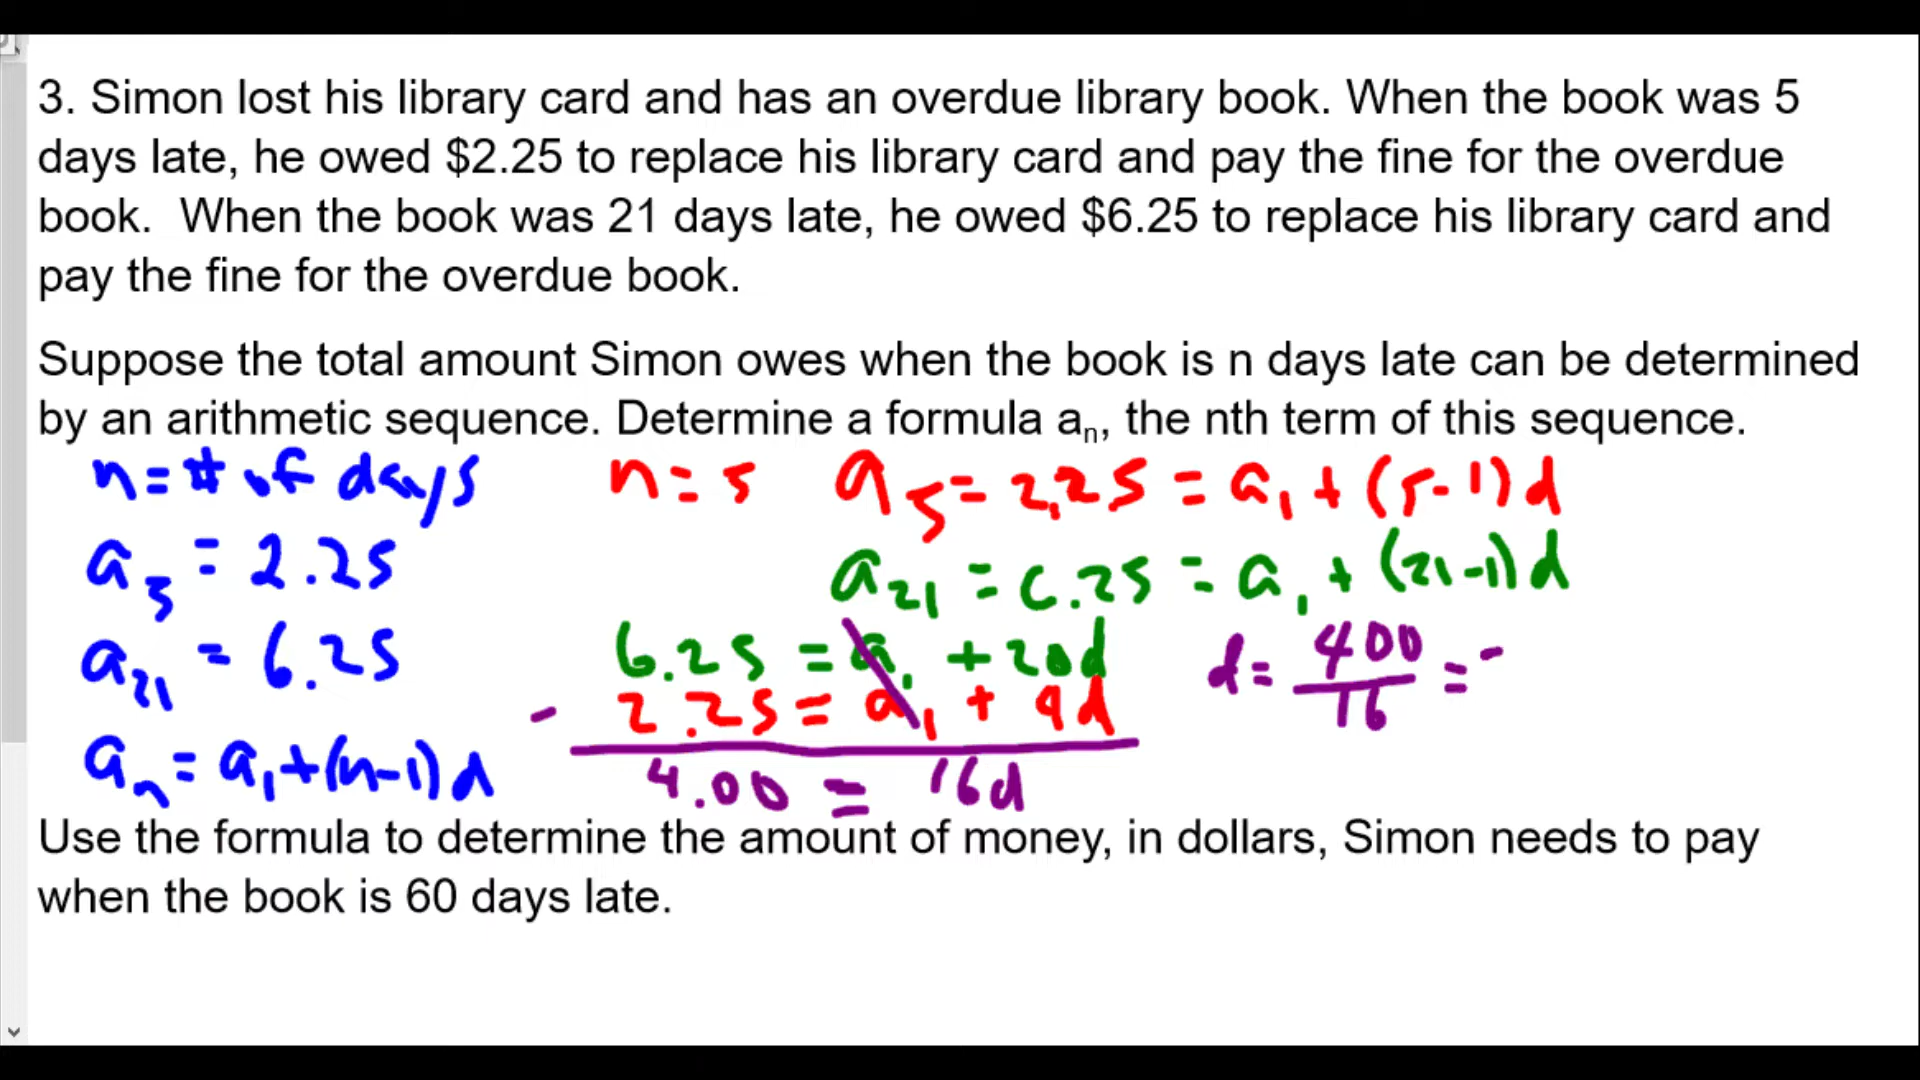 3. Simon lost his library card and has an overdue library book. When the book was 5
days late, he owed $2.25 to replace his library card and pay the fine for the overdue
book.  When the book was 21 days late, he owed $6.25 to replace his library card and
pay the fine for the overdue book.
Suppose the total amount Simon owes when the book is n days late can be determined
by an arithmetic sequence. Determine a formula aₙ, the nth term of this sequence.
n = # of days
a₅ = 2.25
a₂₁ = 6.25
aₙ = a₁ + (n-1)d
n = 5
a₅ = 2.25 = a₁ + (5-1)d
a₂₁ = 6.25 = a₁ + (21-1)d
6.25 = a₁ + 20d
- 2.25 = a₁ + 4d
4.00 = 16d
d = 400/16 =
Use the formula to determine the amount of money, in dollars, Simon needs to pay
when the book is 60 days late.